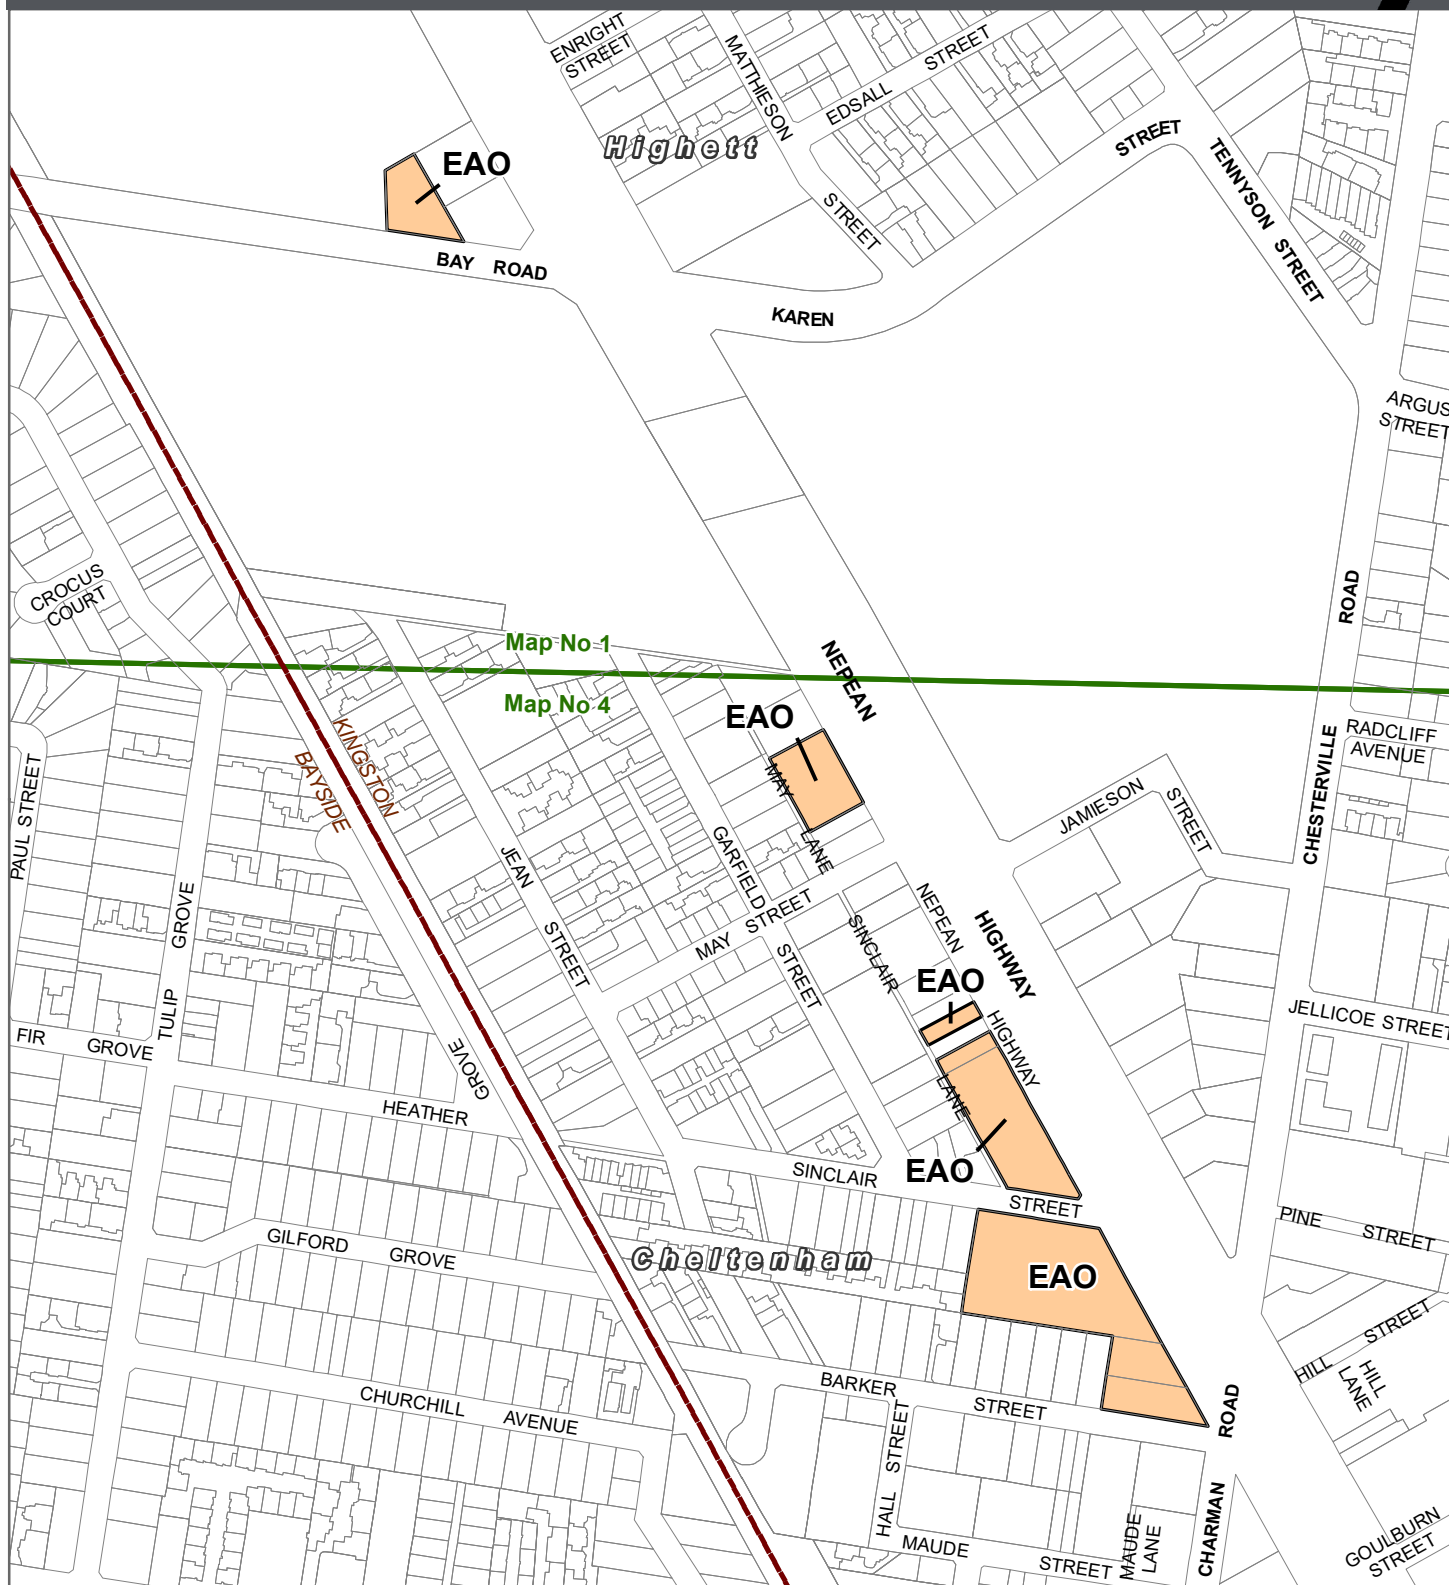 ENRIGHT
STREET
MATTHIESON
STREET
EDSALL STREET
Highett
EAO
BAY ROAD
KAREN
STREET
TENNYSON STREET
ARGUS
STREET
ROAD
CROCUS
COURT
Map No 1
Map No 4
NEPEAN
HIGHWAY
EAO
MAY
LANE
KINGSTON
BAYSIDE
RADCLIFF
AVENUE
CHESTERVILLE
JAMIESON
STREET
PAUL STREET
JEAN
STREET
GARFIELD
STREET
TULIP GROVE
MAY STREET
SINCLAIR
LANE
NEPEAN
HIGHWAY
EAO
JELLICOE STREET
FIR GROVE
GROVE
HEATHER
EAO
SINCLAIR
STREET
PINE STREET
GILFORD GROVE
Cheltenham
EAO
HILL STREET
HILL
LANE
BARKER
STREET
CHURCHILL AVENUE
HALL STREET
ROAD
CHARMAN
MAUDE
STREET
MAUDE
LANE
GOULBURN
STREET